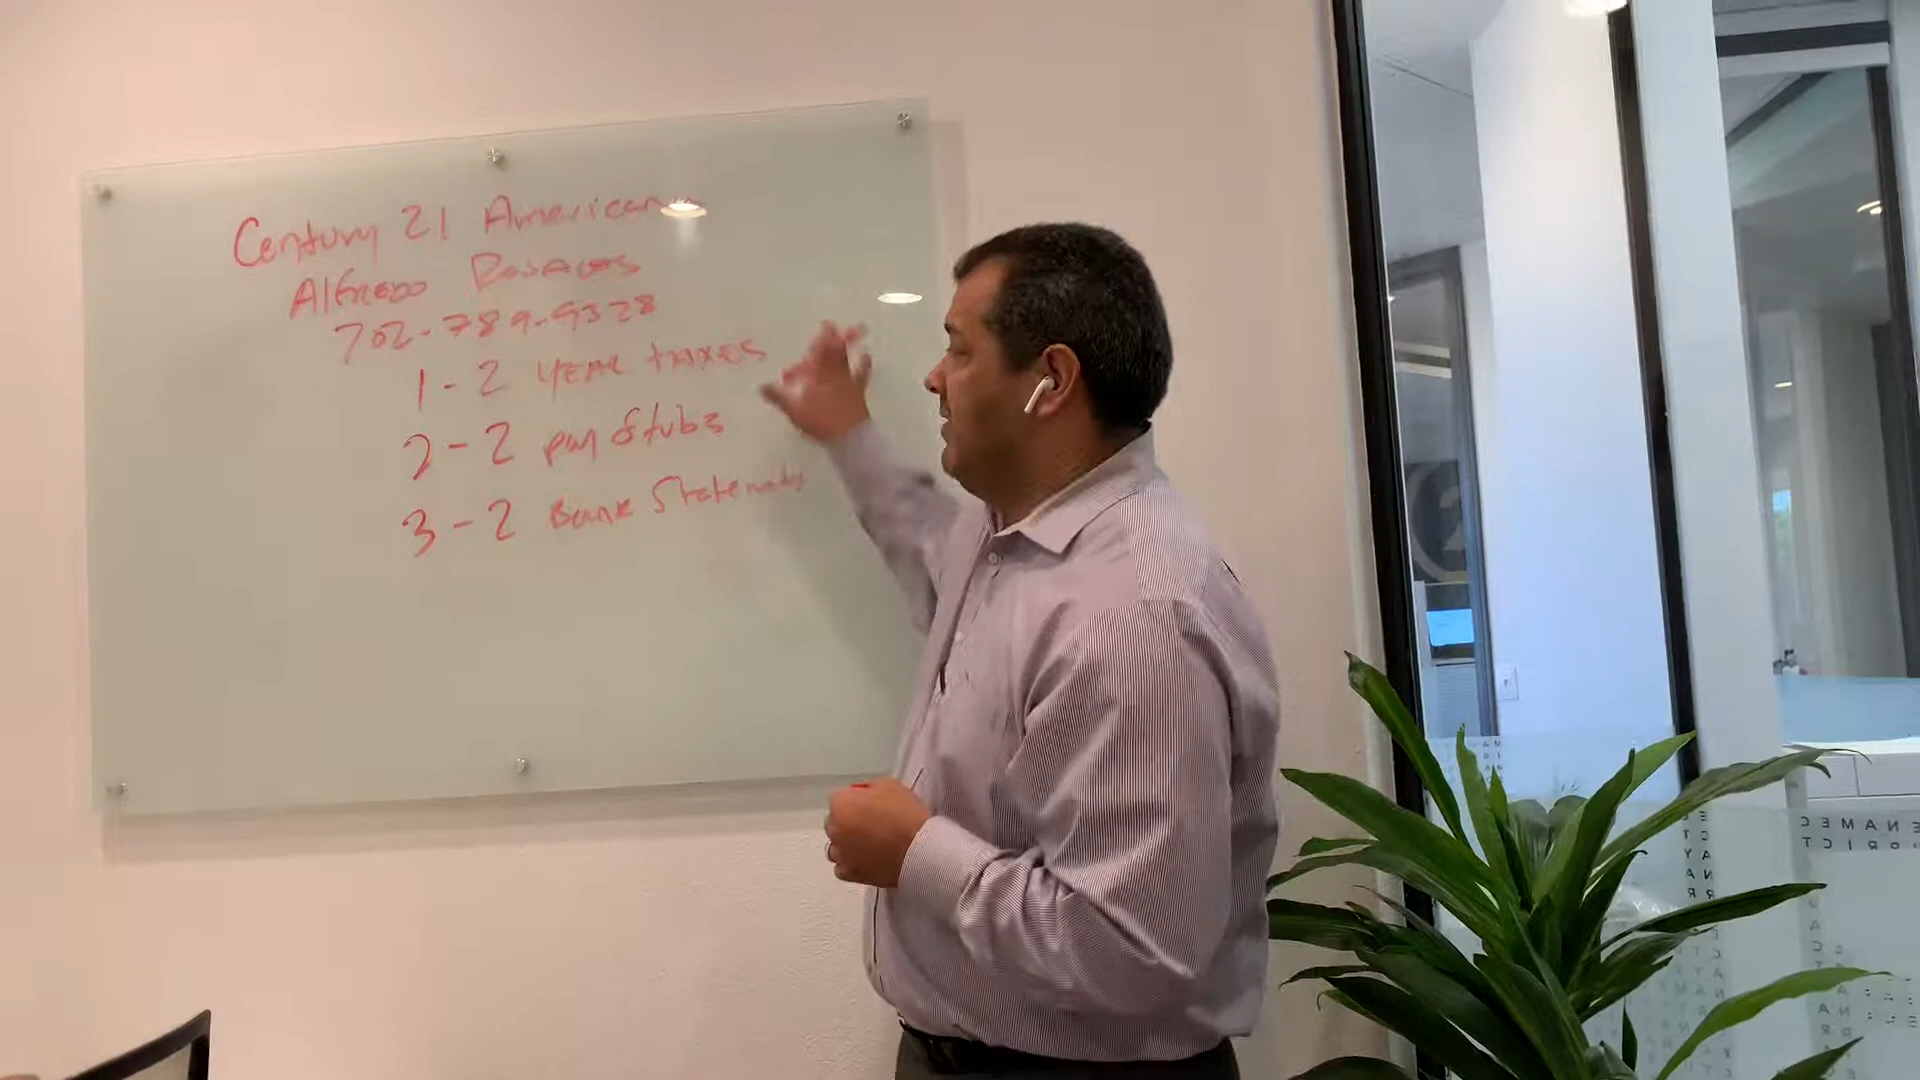 Century 21 American
Alfredo Rosales
702-789-9328
1 - 2 YEAR TAXES
2 - 2 pay stubs
3 - 2 Bank Statements